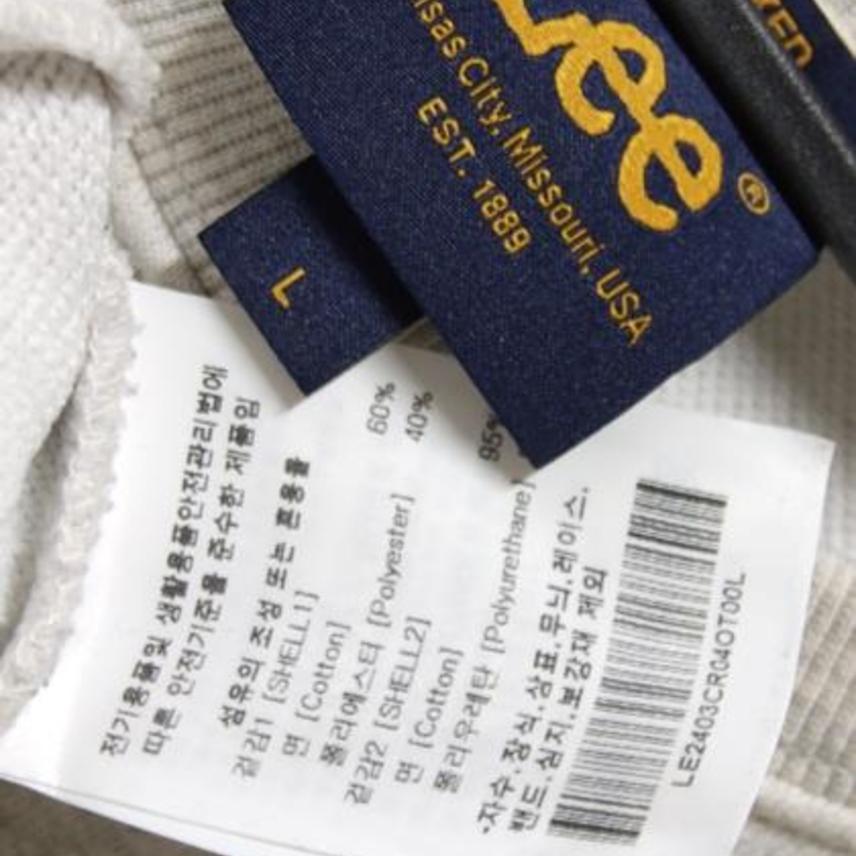 Lee®
sas City, Missouri, USA
EST. 1889
L
전기용품및 생활용품안전관리법에
따른 안전기준을 준수한 제품임
섬유의 조성 또는 혼용률
겉감1 [SHELL1]
면 [Cotton] 60%
폴리에스터 [Polyester] 40%
겉감2 [SHELL2]
면 [Cotton] 95%
폴리우레탄 [Polyurethane]
·자수.장식.상표.무늬.레이스.
밴드.심지.보강재 제외
LE2403CR04OT00L